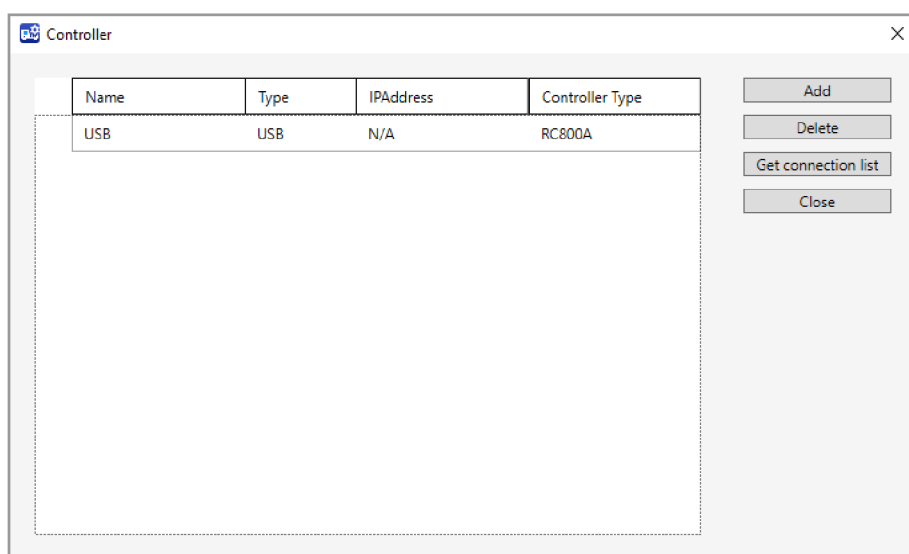 Controller
Name Type IPAddress Controller Type
USB USB N/A RC800A
Add
Delete
Get connection list
Close